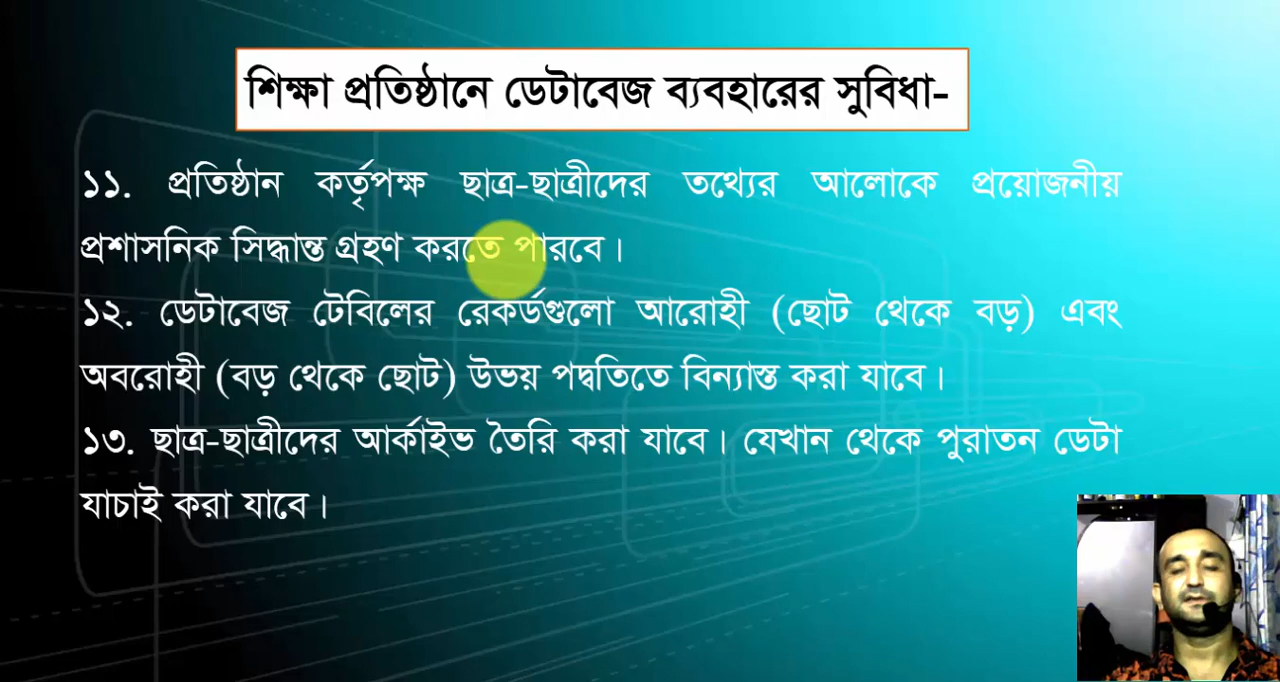 শিক্ষা প্রতিষ্ঠানে ডেটাবেজ ব্যবহারের সুবিধা-
১১. প্রতিষ্ঠান কর্তৃপক্ষ ছাত্র-ছাত্রীদের তথ্যের আলোকে প্রয়োজনীয়
প্রশাসনিক সিদ্ধান্ত গ্রহণ করতে পারবে।
১২. ডেটাবেজ টেবিলের রেকর্ডগুলো আরোহী (ছোট থেকে বড়) এবং
অবরোহী (বড় থেকে ছোট) উভয় পদ্বতিতে বিন্যাস্ত করা যাবে।
১৩. ছাত্র-ছাত্রীদের আর্কাইভ তৈরি করা যাবে। যেখান থেকে পুরাতন ডেটা
যাচাই করা যাবে।